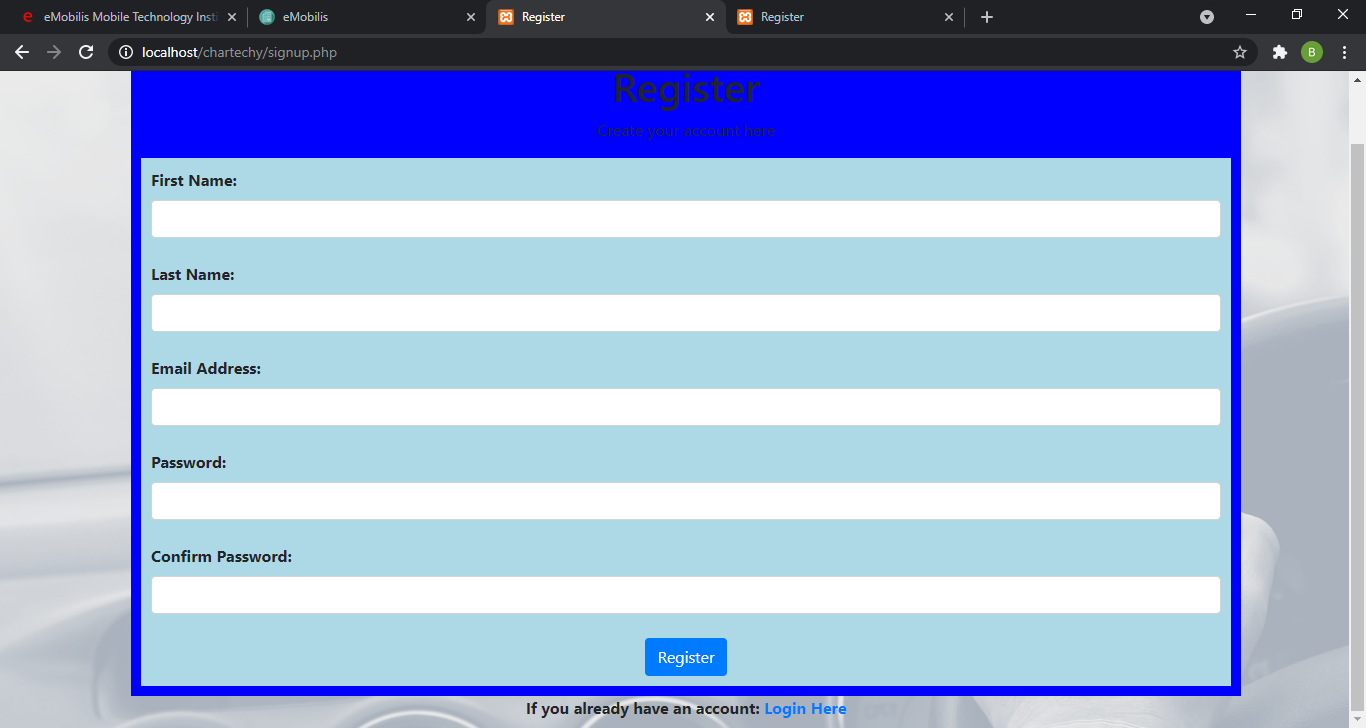 eMobilis Mobile Technology Insti
eMobilis
Register
Register
localhost/chartechy/signup.php
B
Register
Create your account here.
First Name:
Last Name:
Email Address:
Password:
Confirm Password:
Register
If you already have an account: Login Here